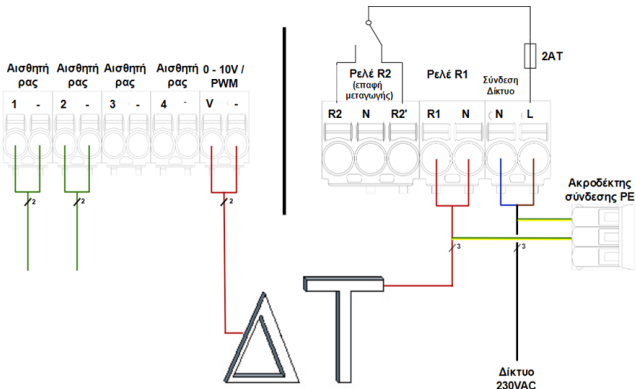 2AT
Αισθητή Αισθητή Αισθητή Αισθητή 0 - 10V /
ρας ρας ρας ρας PWM
Ρελέ R2
(επαφή
μεταγωγής)
Ρελέ R1
Σύνδεση
Δίκτυο
1 - 2 - 3 - 4 - V -
R2 N R2' R1 N N L
Ακροδέκτης
σύνδεσης PE
2 2 2 3 3
ΔΤ
Δίκτυο
230VAC